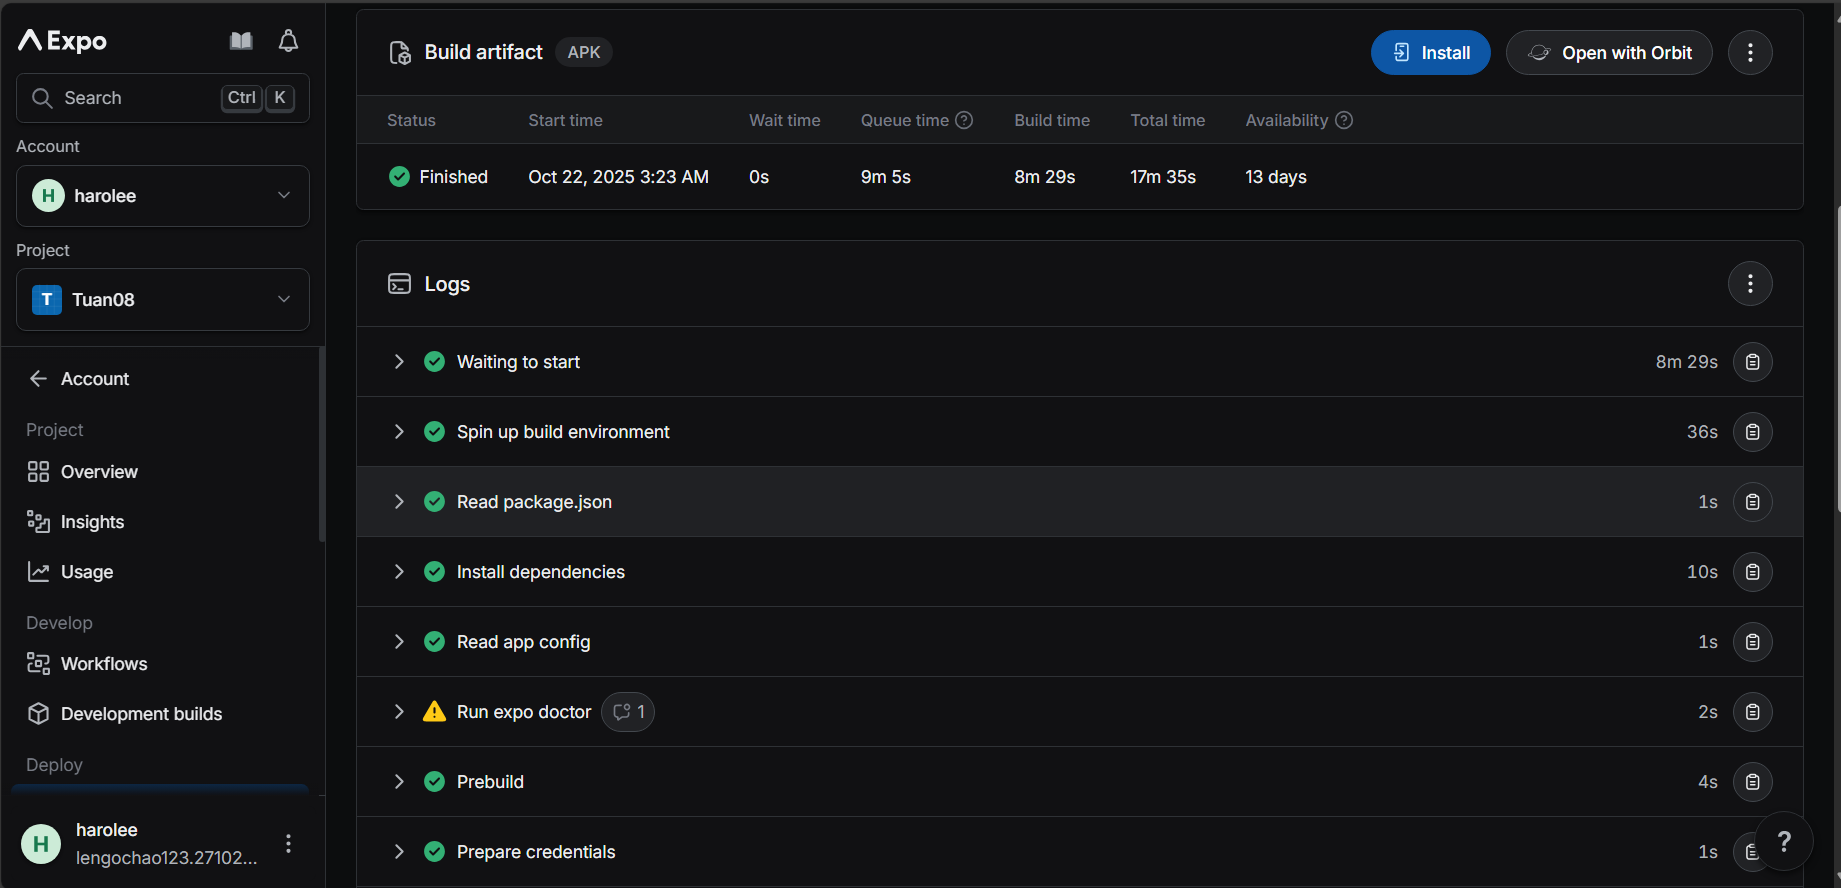 Expo
Search Ctrl K
Account
H harolee
Project
T Tuan08
Account
Project
Overview
Insights
Usage
Develop
Workflows
Development builds
Deploy
H harolee
lengochao123.27102...
Build artifact APK Install Open with Orbit
Status Start time Wait time Queue time ? Build time Total time Availability ?
Finished Oct 22, 2025 3:23 AM 0s 9m 5s 8m 29s 17m 35s 13 days
Logs
Waiting to start 8m 29s
Spin up build environment 36s
Read package.json 1s
Install dependencies 10s
Read app config 1s
Run expo doctor 1 2s
Prebuild 4s
Prepare credentials 1s
?